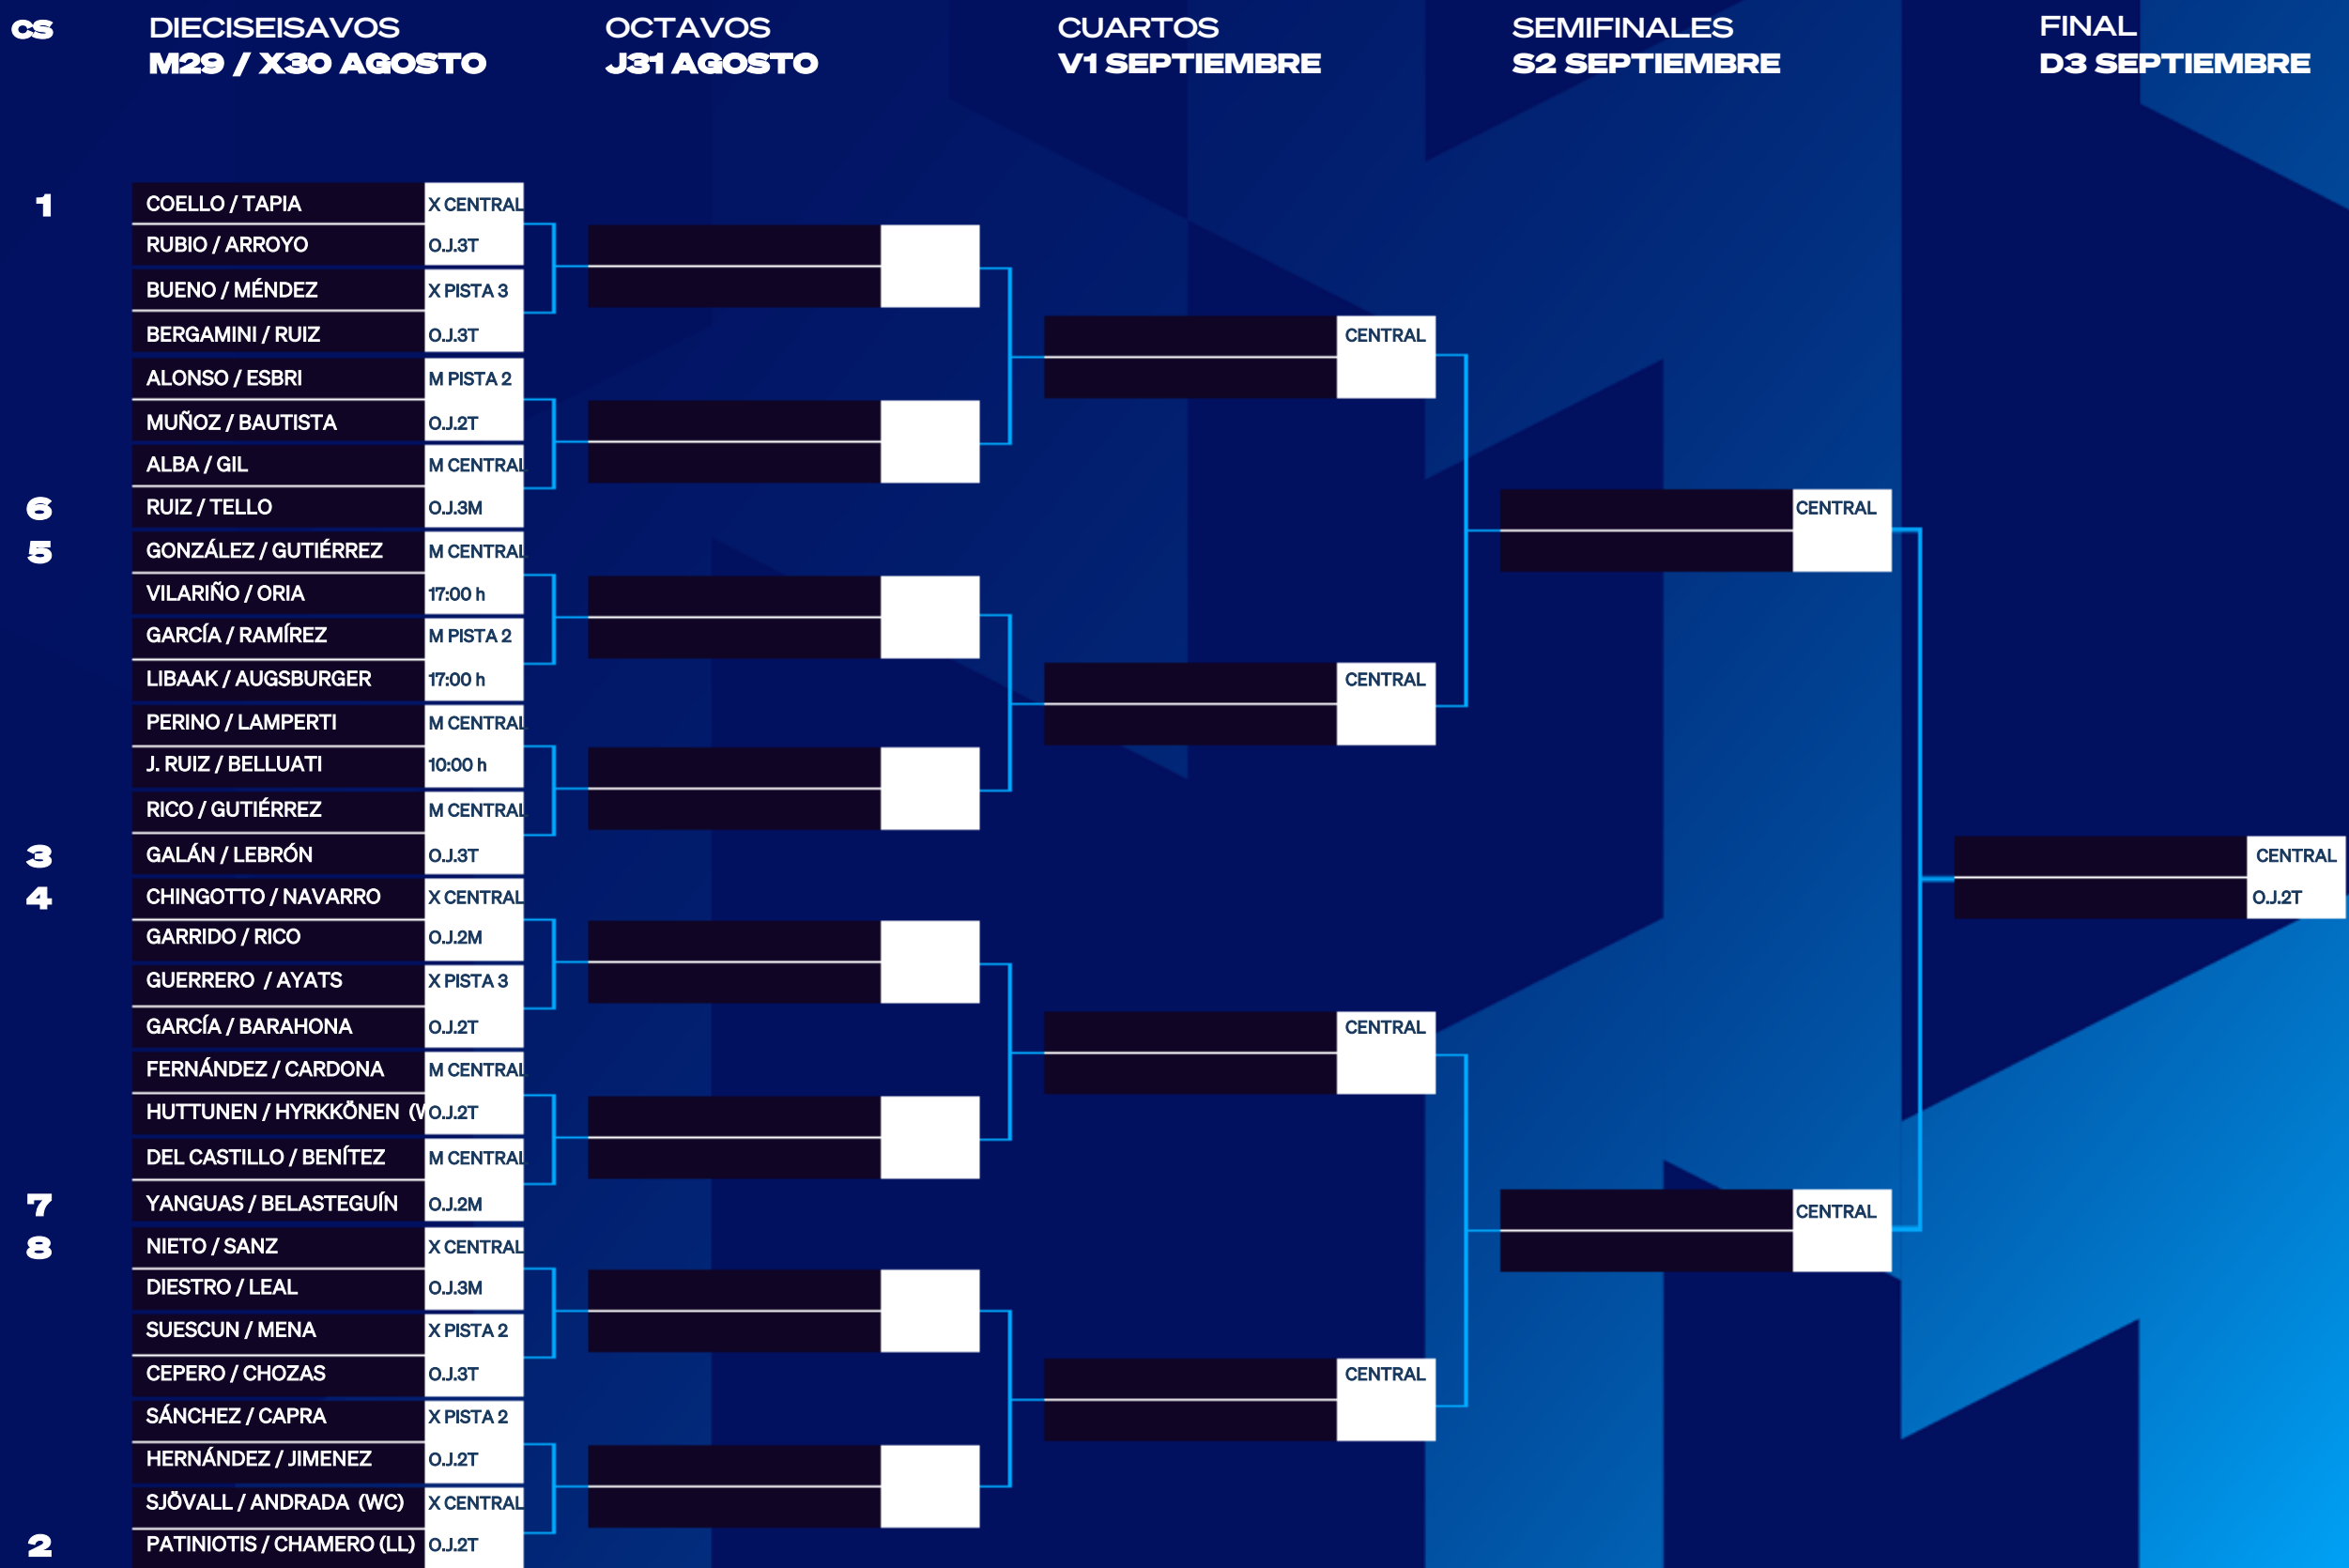 CS
DIECISEISAVOS
M29 / X30 AGOSTO
OCTAVOS
J31 AGOSTO
CUARTOS
V1 SEPTIEMBRE
SEMIFINALES
S2 SEPTIEMBRE
FINAL
D3 SEPTIEMBRE
1 COELLO / TAPIA X CENTRAL
RUBIO / ARROYO O.J.3T
BUENO / MÉNDEZ X PISTA 3
BERGAMINI / RUIZ O.J.3T
ALONSO / ESBRI M PISTA 2
MUÑOZ / BAUTISTA O.J.2T
ALBA / GIL M CENTRAL
6 RUIZ / TELLO O.J.3M
5 GONZÁLEZ / GUTIÉRREZ M CENTRAL
VILARIÑO / ORIA 17:00 h
GARCÍA / RAMÍREZ M PISTA 2
LIBAAK / AUGSBURGER 17:00 h
PERINO / LAMPERTI M CENTRAL
J. RUIZ / BELLUATI 10:00 h
RICO / GUTIÉRREZ M CENTRAL
3 GALÁN / LEBRÓN O.J.3T
4 CHINGOTTO / NAVARRO X CENTRAL
GARRIDO / RICO O.J.2M
GUERRERO / AYATS X PISTA 3
GARCÍA / BARAHONA O.J.2T
FERNÁNDEZ / CARDONA M CENTRAL
HUTTUNEN / HYRKKÖNEN O.J.2T
DEL CASTILLO / BENÍTEZ M CENTRAL
7 YANGUAS / BELASTEGUÍN O.J.2M
8 NIETO / SANZ X CENTRAL
DIESTRO / LEAL O.J.3M
SUESCUN / MENA X PISTA 2
CEPERO / CHOZAS O.J.3T
SÁNCHEZ / CAPRA X PISTA 2
HERNÁNDEZ / JIMENEZ O.J.2T
SJÖVALL / ANDRADA (WC) X CENTRAL
2 PATINIOTIS / CHAMERO (LL) O.J.2T
CENTRAL
CENTRAL
CENTRAL
CENTRAL
CENTRAL
CENTRAL
CENTRAL
O.J.2T